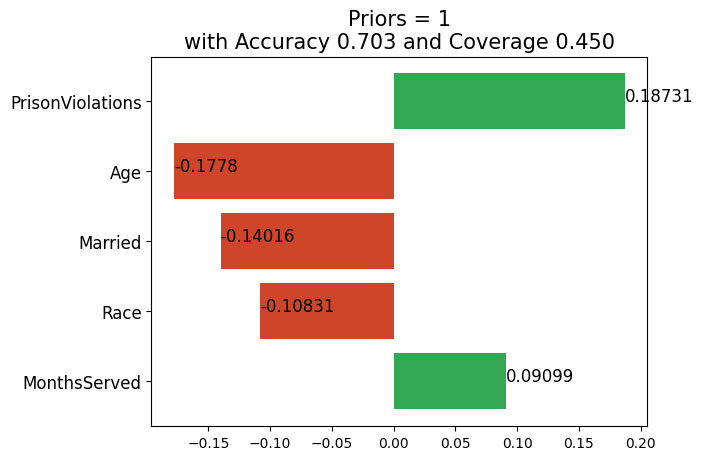 Priors = 1
with Accuracy 0.703 and Coverage 0.450
PrisonViolations
0.18731
Age
-0.1778
Married
-0.14016
Race
-0.10831
MonthsServed
0.09099
−0.15 −0.10 −0.05 0.00 0.05 0.10 0.15 0.20